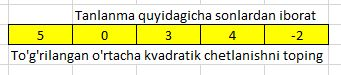 Tanlanma quyidagicha sonlardan iborat
5 0 3 4 -2
To'g'rilangan o'rtacha kvadratik chetlanishni toping